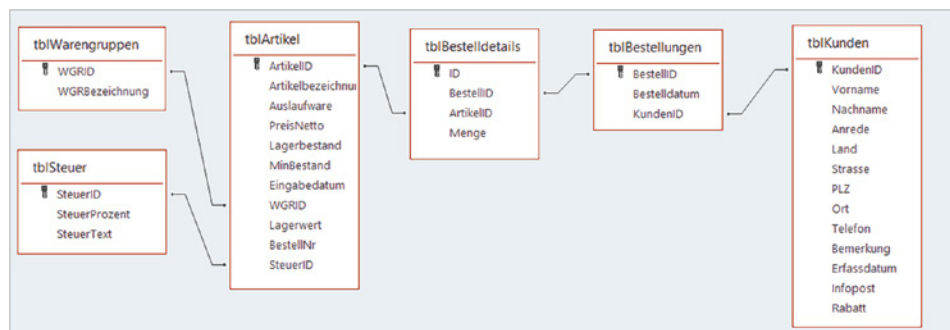 tblWarengruppen
WGRID
WGRBezeichnung
tblSteuer
SteuerID
SteuerProzent
SteuerText
tblArtikel
ArtikelID
Artikelbezeichnu
Auslaufware
PreisNetto
Lagerbestand
MinBestand
Eingabedatum
WGRID
Lagerwert
BestellNr
SteuerID
tblBestelldetails
ID
BestellID
ArtikelID
Menge
tblBestellungen
BestellID
Bestelldatum
KundenID
tblKunden
KundenID
Vorname
Nachname
Anrede
Land
Strasse
PLZ
Ort
Telefon
Bemerkung
Erfassdatum
Infopost
Rabatt